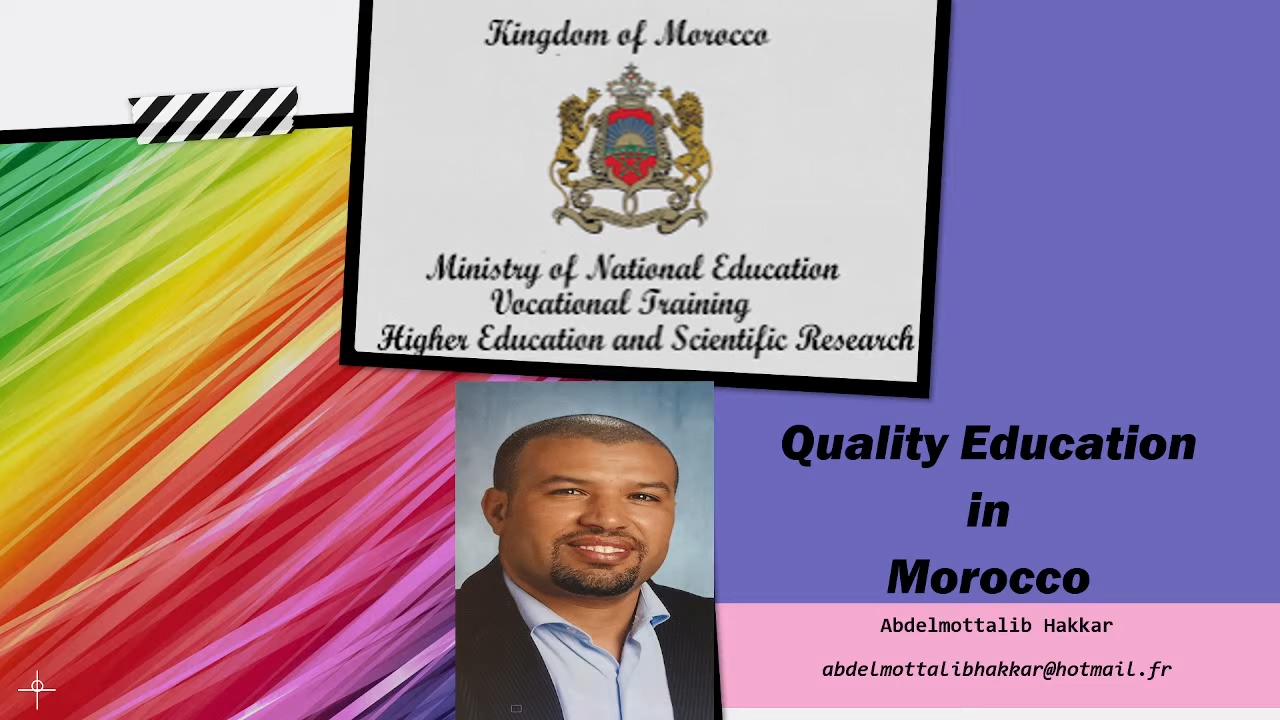 Kingdom of Morocco
Ministry of National Education
Vocational Training
Higher Education and Scientific Research
Quality Education
in
Morocco
Abdelmottalib Hakkar
abdelmottalibhakkar@hotmail.fr